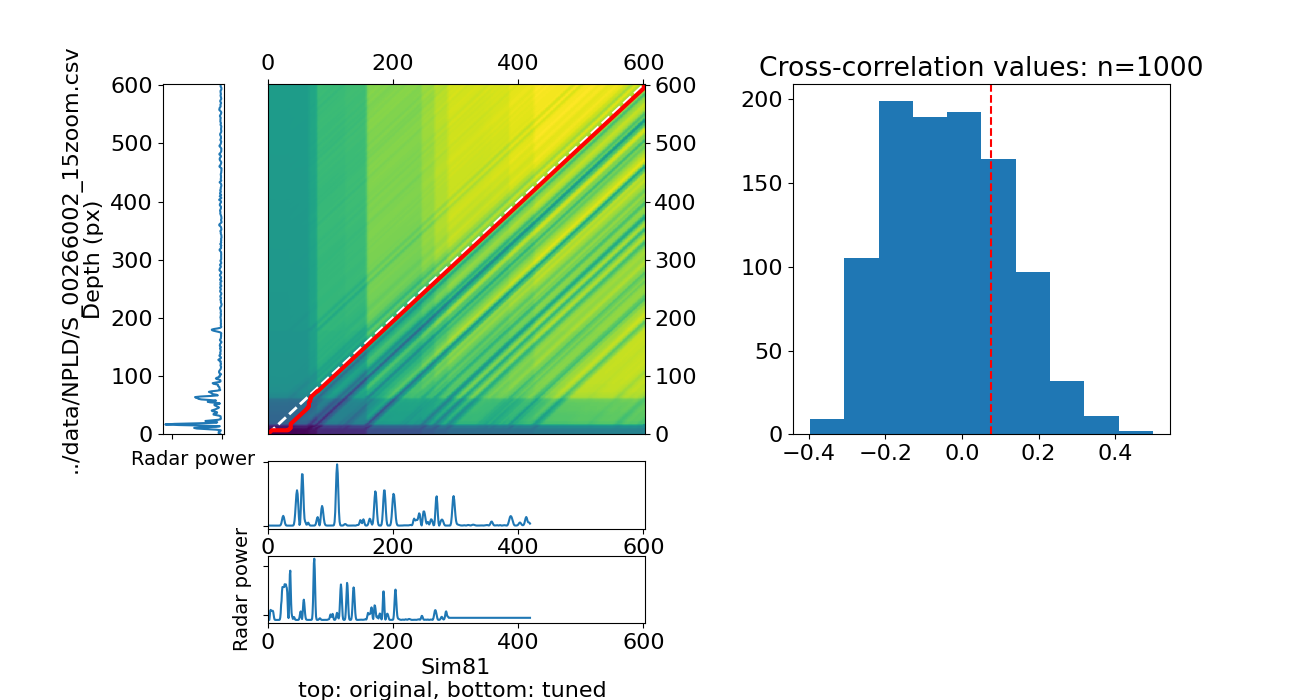 ../data/NPLD/S_00266002_15zoom.csv
Depth (px)
0 200 400 600
600
500
400
300
200
100
0
Radar power
600
500
400
300
200
100
0
0 200 400 600
Radar power
0 200 400 600
Sim81
top: original, bottom: tuned
Cross-correlation values: n=1000
200
150
100
50
0
−0.4 −0.2 0.0 0.2 0.4